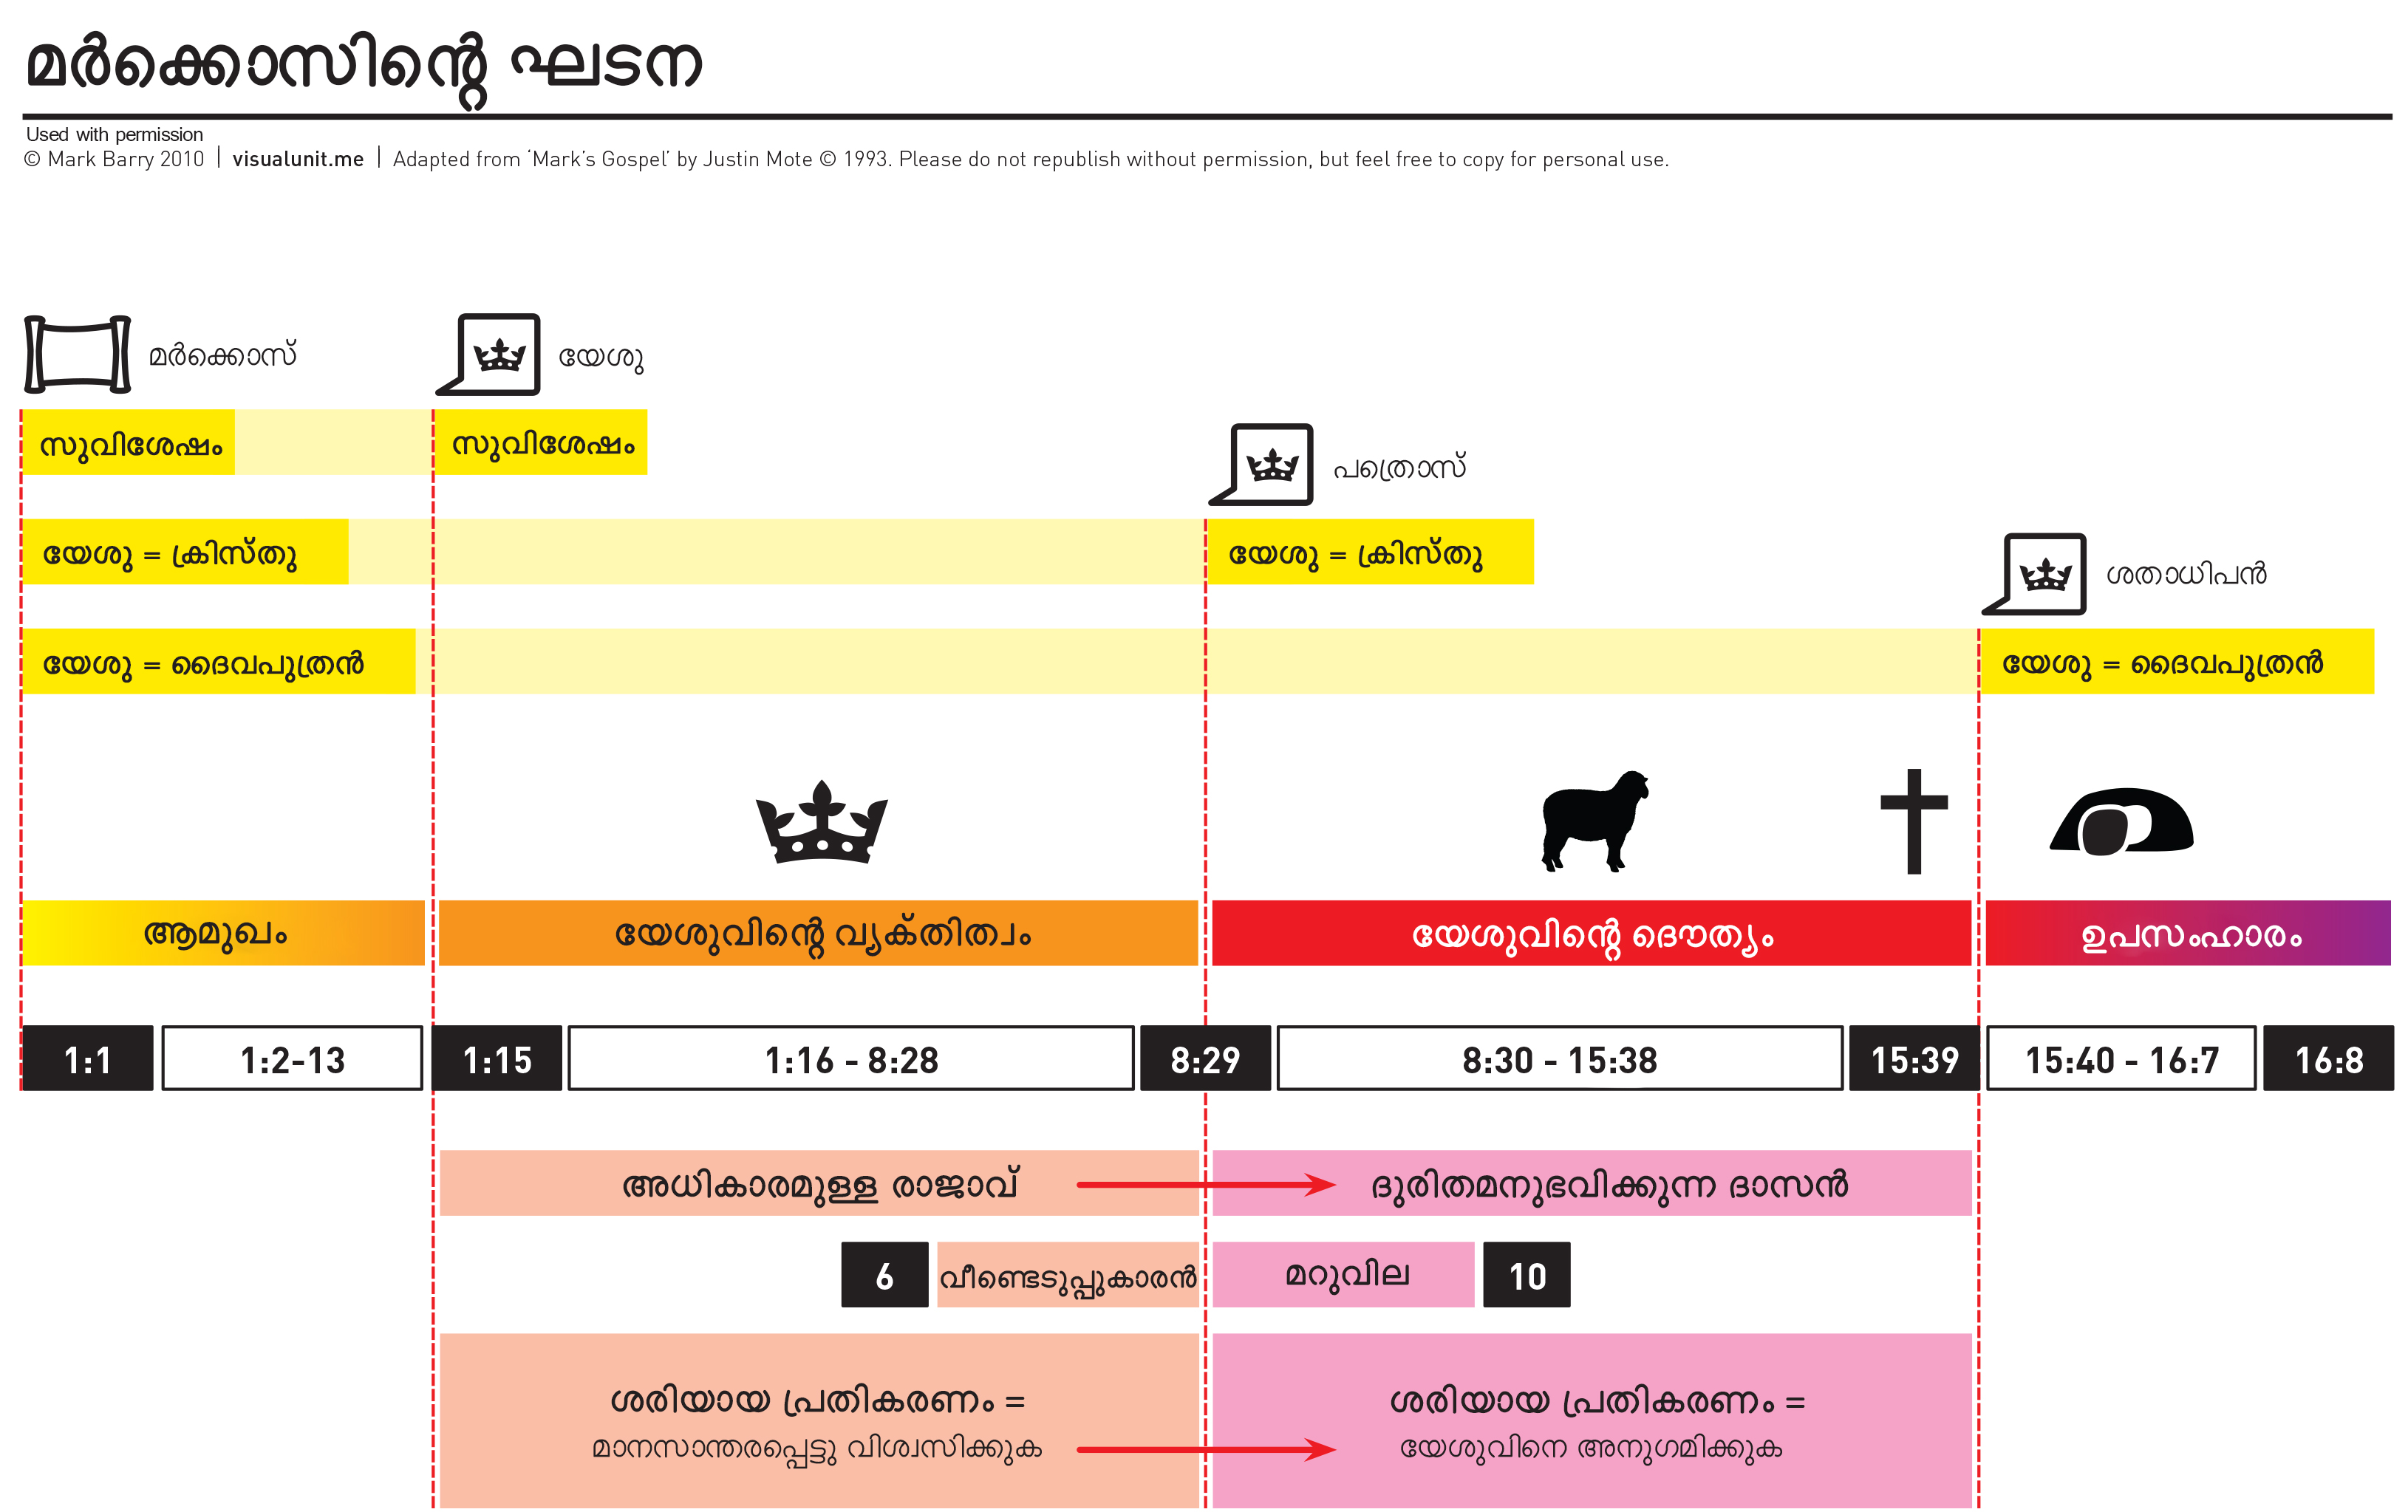 മർക്കൊസിന്റെ ഘടന
Used with permission
© Mark Barry 2010 | visualunit.me | Adapted from ‘Mark’s Gospel’ by Justin Mote © 1993. Please do not republish without permission, but feel free to copy for personal use.
മർക്കൊസ്
യേശു
സുവിശേഷം
സുവിശേഷം
പത്രൊസ്
യേശു = ക്രിസ്തു
യേശു = ക്രിസ്തു
ശതാധിപൻ
യേശു = ദൈവപുത്രൻ
യേശു = ദൈവപുത്രൻ
ആമുഖം
യേശുവിന്റെ വ്യക്തിത്വം
യേശുവിന്റെ ദൌത്യം
ഉപസംഹാരം
1:1
1:2-13
1:15
1:16 - 8:28
8:29
8:30 - 15:38
15:39
15:40 - 16:7
16:8
അധികാരമുള്ള രാജാവ്
ദുരിതമനുഭവിക്കുന്ന ദാസൻ
6
വീണ്ടെടുപ്പുകാരൻ
മറുവില
10
ശരിയായ പ്രതികരണം =
മാനസാന്തരപ്പെട്ടു വിശ്വസിക്കുക
ശരിയായ പ്രതികരണം =
യേശുവിനെ അനുഗമിക്കുക